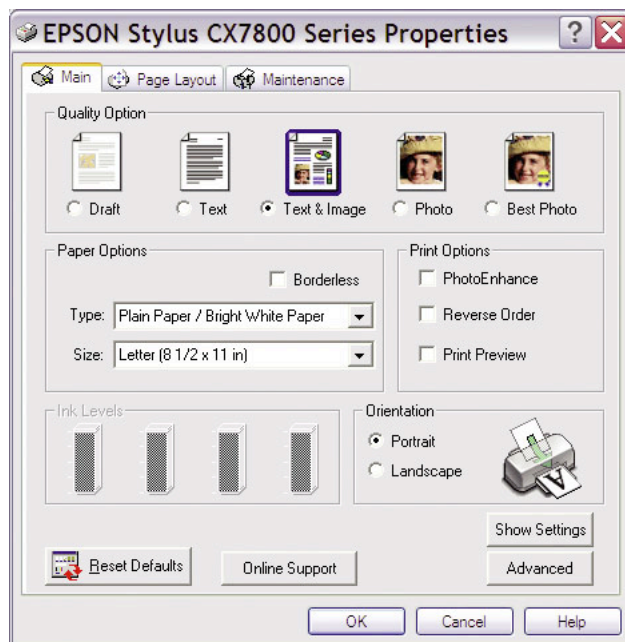 EPSON Stylus CX7800 Series Properties
Main Page Layout Maintenance
Quality Option
Draft Text Text & Image Photo Best Photo
Paper Options
Borderless
Type: Plain Paper / Bright White Paper
Size: Letter (8 1/2 x 11 in)
Print Options
PhotoEnhance
Reverse Order
Print Preview
Ink Levels
Orientation
Portrait
Landscape
A
Show Settings
Reset Defaults Online Support Advanced
OK Cancel Help